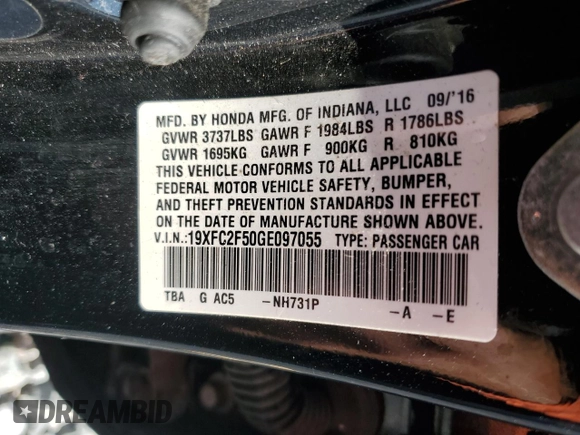 MFD. BY HONDA MFG. OF INDIANA, LLC 09/'16
GVWR 3737LBS GAWR F 1984LBS R 1786LBS
GVWR 1695KG GAWR F 900KG R 810KG
THIS VEHICLE CONFORMS TO ALL APPLICABLE
FEDERAL MOTOR VEHICLE SAFETY, BUMPER,
AND THEFT PREVENTION STANDARDS IN EFFECT
ON THE DATE OF MANUFACTURE SHOWN ABOVE.
V.I.N.:19XFC2F50GE097055 TYPE: PASSENGER CAR
TBA G AC5 -NH731P -A -E
DREAMBID